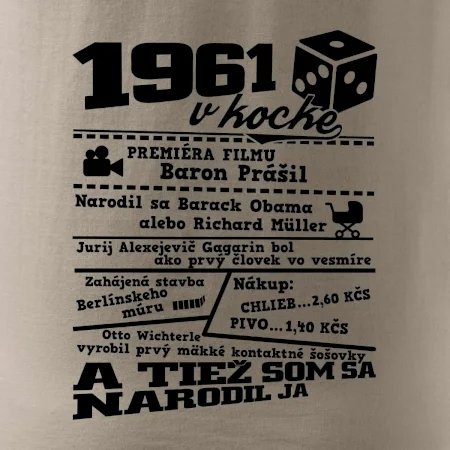 1961
v kocke
PREMIÉRA FILMU
Baron Prášil
Narodil sa Barack Obama
alebo Richard Müller
Jurij Alexejevič Gagarin bol
ako prvý človek vo vesmíre
Zahájená stavba
Berlínskeho
múru
Nákup:
CHLIEB...2,60 KČS
PIVO...1,40 KČS
Otto Wichterle
vyrobil prvý mäkké kontaktné šošovky
A TIEŽ SOM SA
NARODIL JA